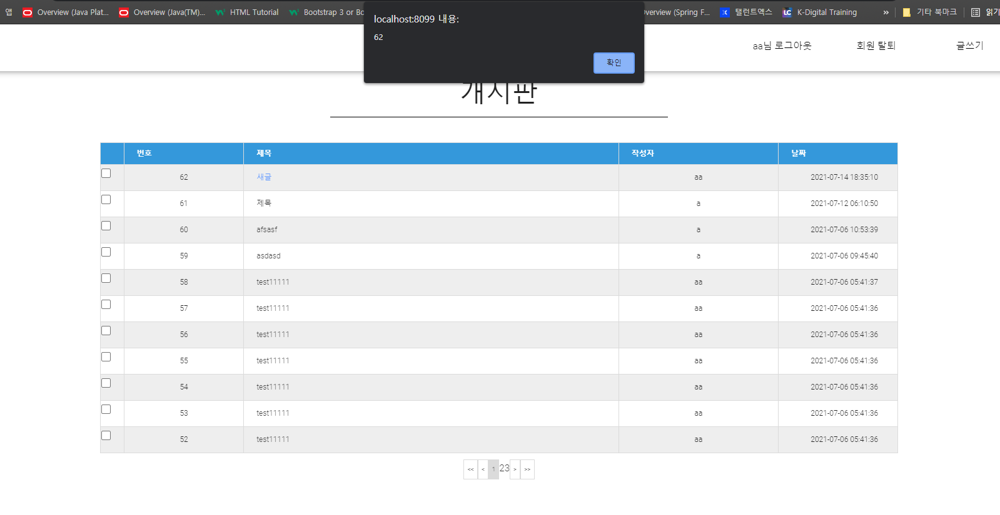 앱 Overview (Java Plat... Overview (Java(TM)... HTML Tutorial Bootstrap 3 or Bo Overview (Spring F... 탤런트엑스 K-Digital Training » 기타 북마크 읽기
localhost:8099 내용:
62
확인
aa님 로그아웃 회원 탈퇴 글쓰기
게시판
번호 제목 작성자 날짜
62 새글 aa 2021-07-14 18:35:10
61 제목 a 2021-07-12 06:10:50
60 afsasf a 2021-07-06 10:53:39
59 asdasd a 2021-07-06 09:45:40
58 test11111 aa 2021-07-06 05:41:37
57 test11111 aa 2021-07-06 05:41:36
56 test11111 aa 2021-07-06 05:41:36
55 test11111 aa 2021-07-06 05:41:36
54 test11111 aa 2021-07-06 05:41:36
53 test11111 aa 2021-07-06 05:41:36
52 test11111 aa 2021-07-06 05:41:36
<< < 1 23 > >>